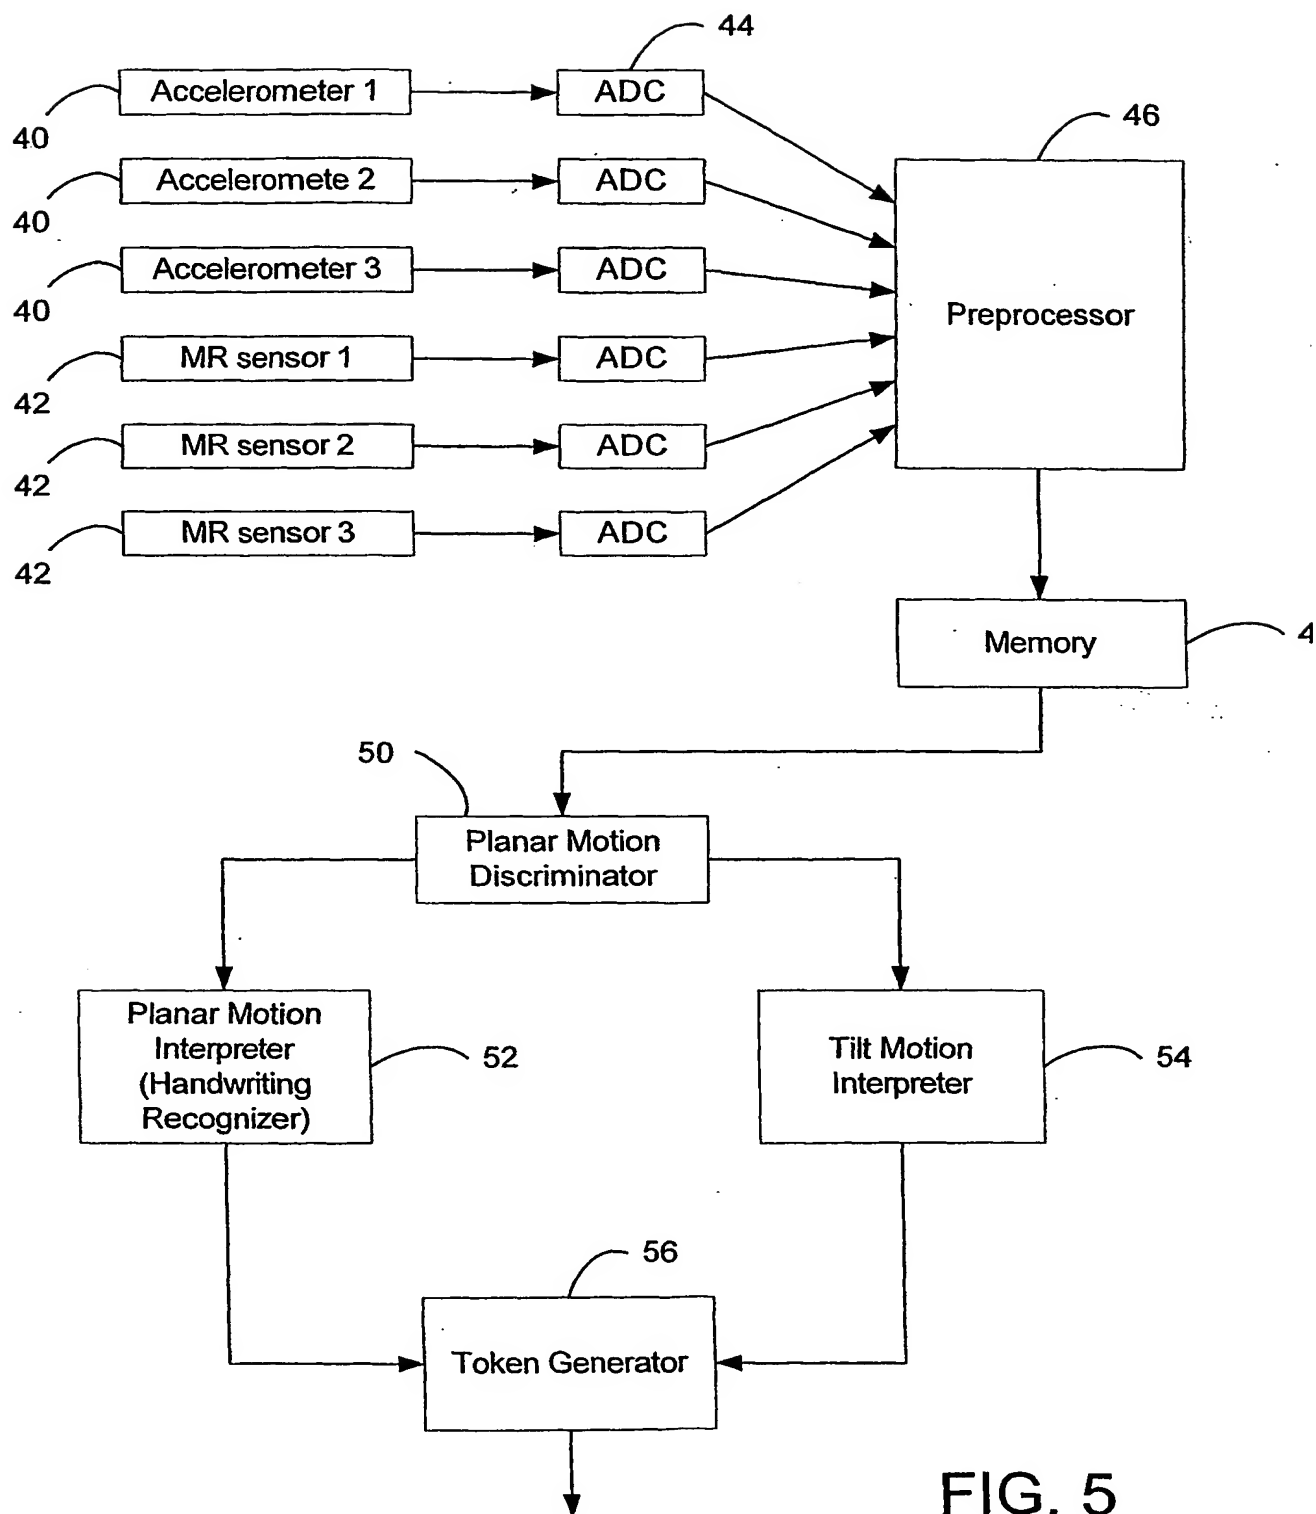 44
Accelerometer 1
ADC
40
46
Acceleromete 2
ADC
40
Accelerometer 3
ADC
40
Preprocessor
MR sensor 1
ADC
42
MR sensor 2
ADC
42
MR sensor 3
ADC
42
Memory
4
50
Planar Motion
Discriminator
Planar Motion
Interpreter
(Handwriting
Recognizer)
52
Tilt Motion
Interpreter
54
56
Token Generator
FIG. 5